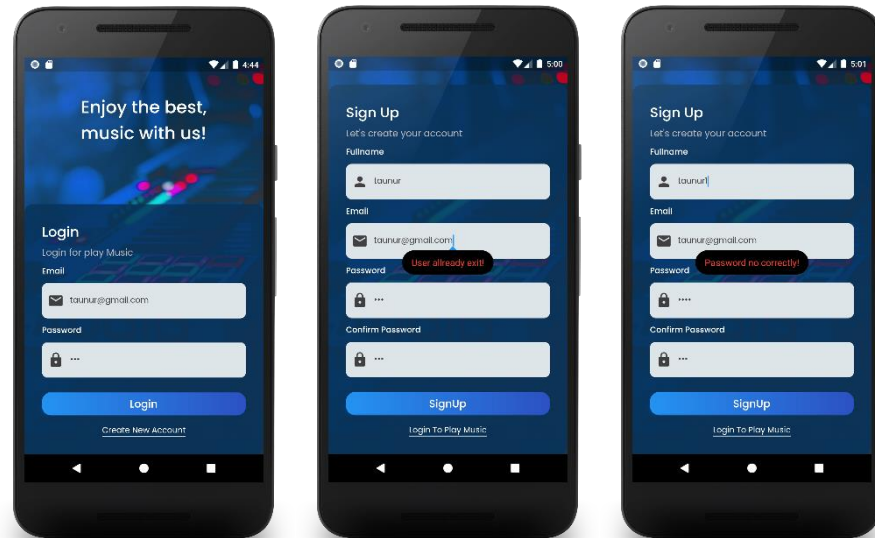 4:44
Enjoy the best,
music with us!
Login
Login for play Music
Email
taunur@gmail.com
Password
•••
Login
Create New Account
5:00
Sign Up
Let's create your account
Fullname
taunur
Email
taunur@gmail.com
User allready exit!
Password
•••
Confirm Password
•••
SignUp
Login To Play Music
5:01
Sign Up
Let's create your account
Fullname
taunur1
Email
taunur@gmail.com
Password no correctly!
Password
••••
Confirm Password
•••
SignUp
Login To Play Music